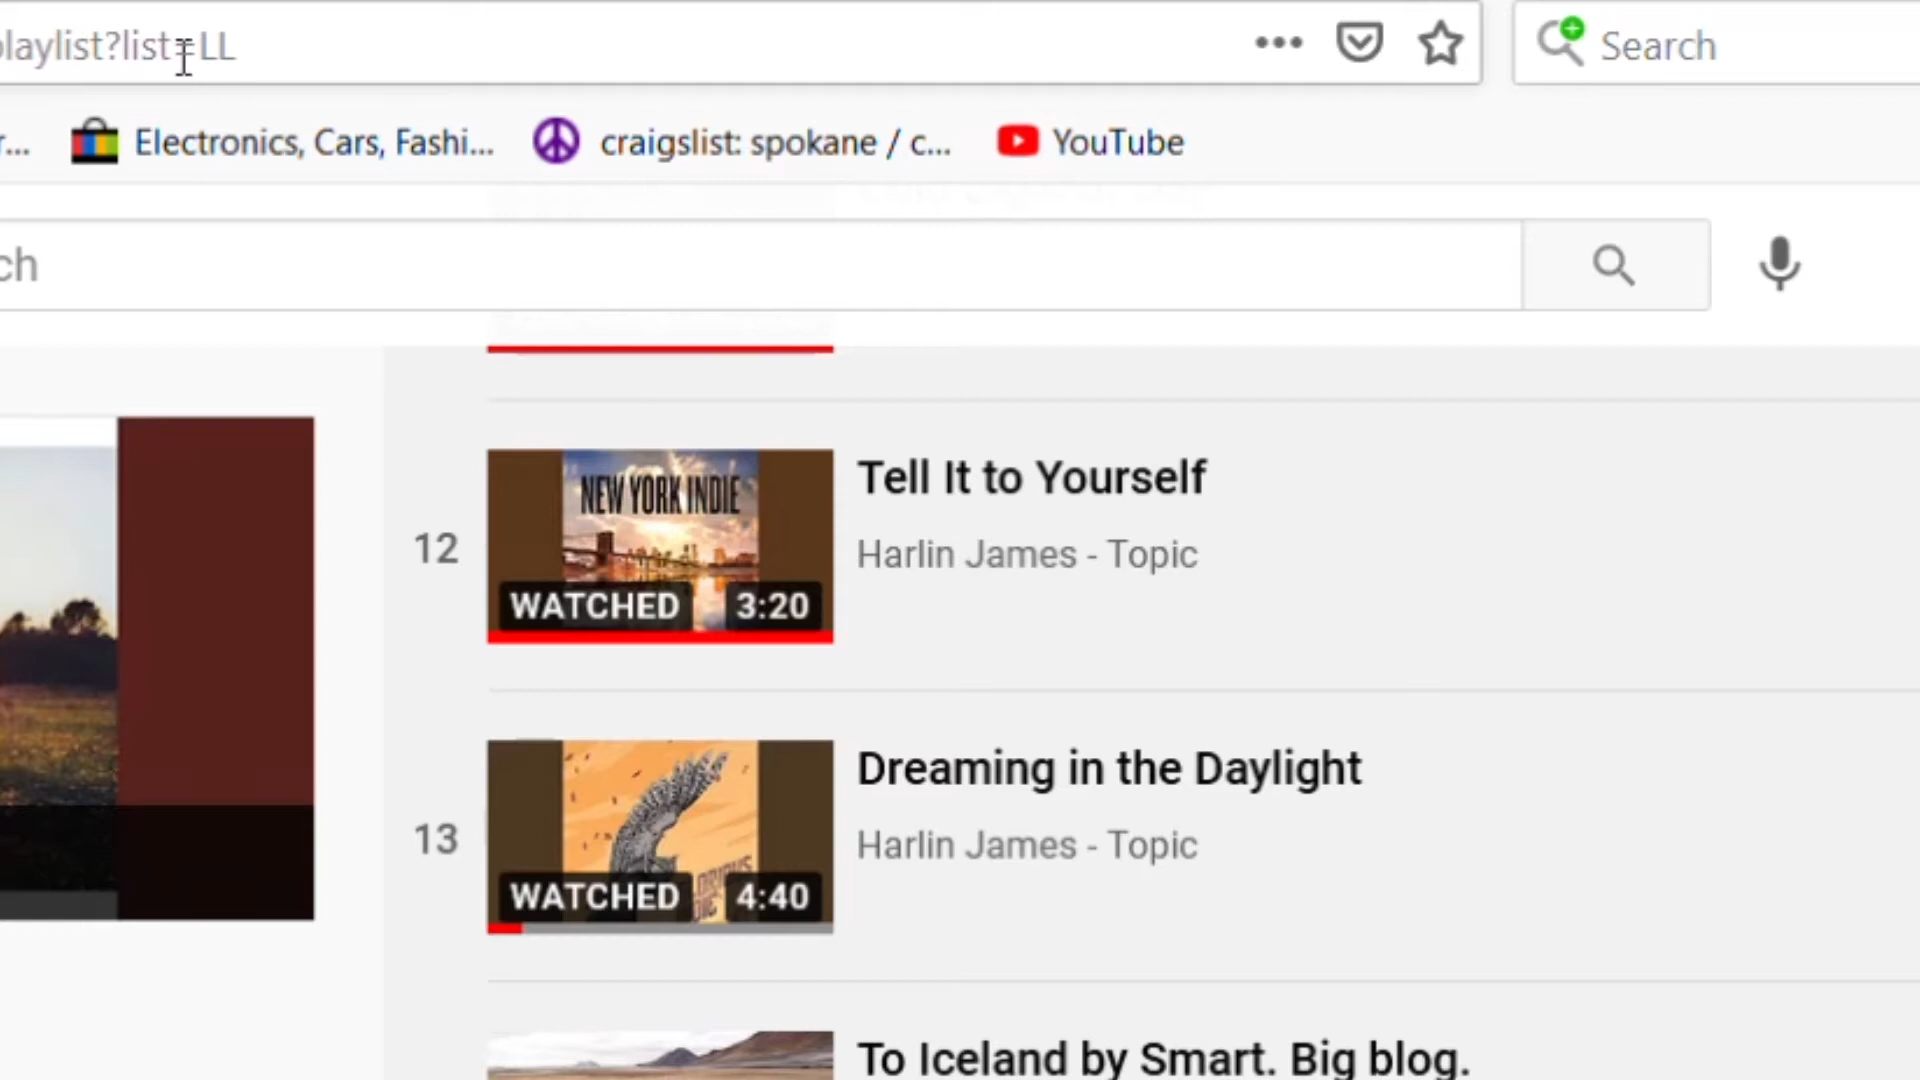 playlist?list=LL
Search
r... Electronics, Cars, Fashi... craigslist: spokane / c... YouTube
ch
12
NEW YORK INDIE
WATCHED 3:20
Tell It to Yourself
Harlin James - Topic
13
WATCHED 4:40
Dreaming in the Daylight
Harlin James - Topic
To Iceland by Smart. Big blog.